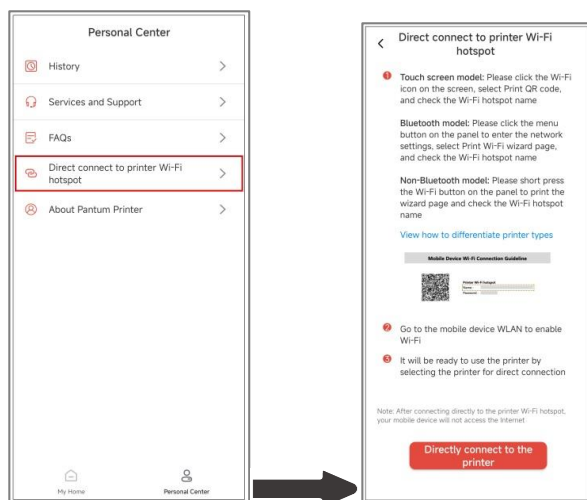 Personal Center
History
Services and Support
FAQs
Direct connect to printer Wi-Fi
hotspot
About Pantum Printer
My Home
Personal Center
Direct connect to printer Wi-Fi
hotspot
1 Touch screen model: Please click the Wi-Fi
icon on the screen, select Print QR code,
and check the Wi-Fi hotspot name
Bluetooth model: Please click the menu
button on the panel to enter the network
settings, select Print Wi-Fi wizard page,
and check the Wi-Fi hotspot name
Non-Bluetooth model: Please short press
the Wi-Fi button on the panel to print the
wizard page and check the Wi-Fi hotspot
name
View how to differentiate printer types
Mobile Device Wi-Fi Connection Guideline
Printer Wi-Fi hotspot
Name
Password
2 Go to the mobile device WLAN to enable
Wi-Fi
3 It will be ready to use the printer by
selecting the printer for direct connection
Note: After connecting directly to the printer Wi-Fi hotspot,
your mobile device will not access the Internet
Directly connect to the
printer